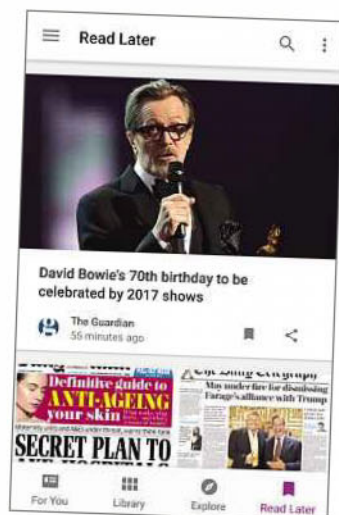 Read Later
David Bowie's 70th birthday to be
celebrated by 2017 shows
The Guardian
56 minutes ago
Definitive guide to
ANTI-AGEING
your skin
SECRET PLAN TO
May under fire for dismissing
Farage's alliance with Trump
For You
Library
Explore
Read Later